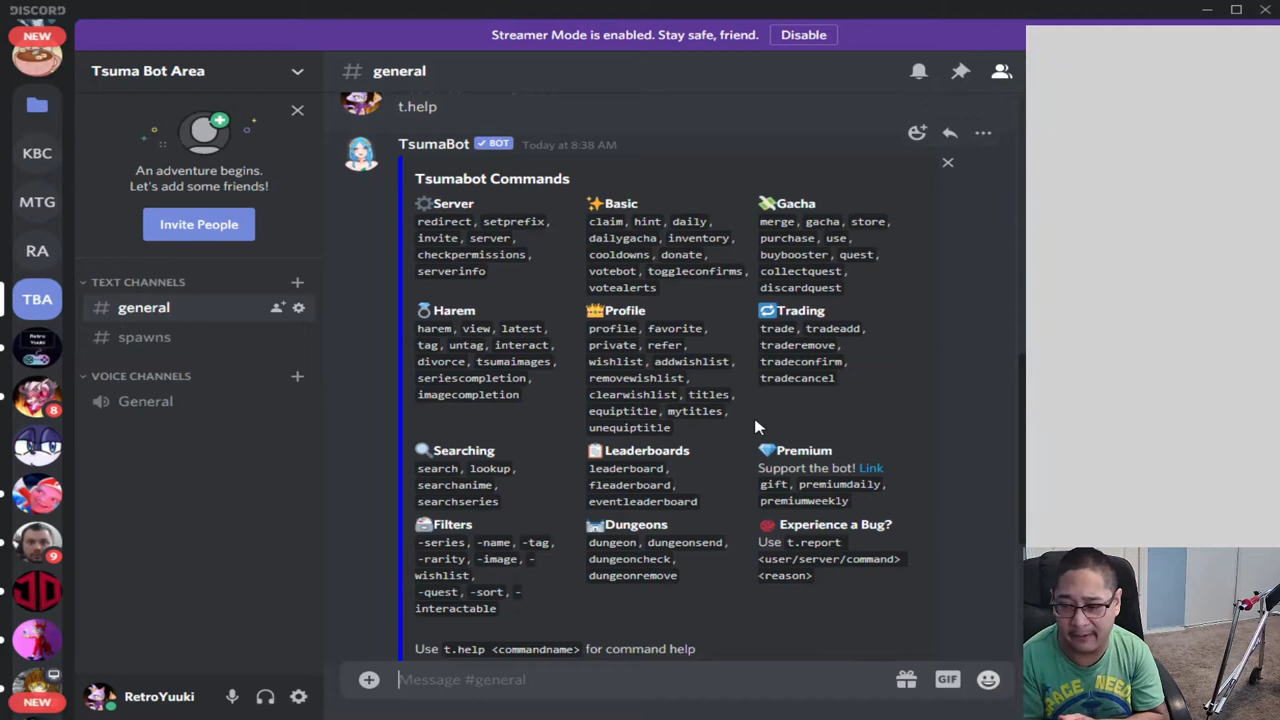 DISCORD
NEW
Streamer Mode is enabled. Stay safe, friend.
Disable
Tsuma Bot Area
general
An adventure begins.
Let's add some friends!
Invite People
KBC
MTG
RA
TBA
TEXT CHANNELS
general
spawns
VOICE CHANNELS
General
8
9
NEW
RetroYuuki
t.help
TsumaBot
BOT
Today at 8:38 AM
Tsumabot Commands
Server
redirect, setprefix,
invite, server,
checkpermissions,
serverinfo
Basic
claim, hint, daily,
dailygacha, inventory,
cooldowns, donate,
votebot, toggleconfirms,
votealerts
Gacha
merge, gacha, store,
purchase, use,
buybooster, quest,
collectquest,
discardquest
Harem
harem, view, latest,
tag, untag, interact,
divorce, tsumaimages,
seriescompletion,
imagecompletion
Profile
profile, favorite,
private, refer,
wishlist, addwishlist,
removewishlist,
clearwishlist, titles,
equiptitle, mytitles,
unequiptitle
Trading
trade, tradeadd,
traderemove,
tradeconfirm,
tradecancel
Searching
search, lookup,
searchanime,
searchseries
Leaderboards
leaderboard,
fleaderboard,
eventleaderboard
Premium
Support the bot! Link
gift, premiumdaily,
premiumweekly
Filters
-series, -name, -tag,
-rarity, -image, -
wishlist,
-quest, -sort, -
interactable
Dungeons
dungeon, dungeonsend,
dungeoncheck,
dungeonremove
Experience a Bug?
Use t.report
<user/server/command>
<reason>
Use t.help <commandname> for command help
Message #general
GIF
SPACE NEED